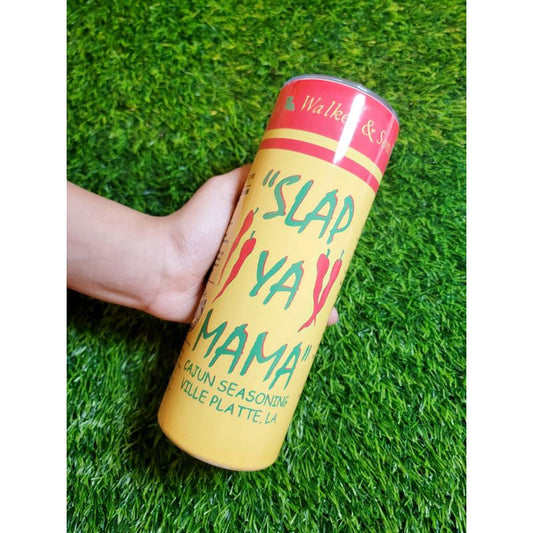 Walker & Sons
"SLAP
YA
MAMA"
CAJUN SEASONING
VILLE PLATTE, LA